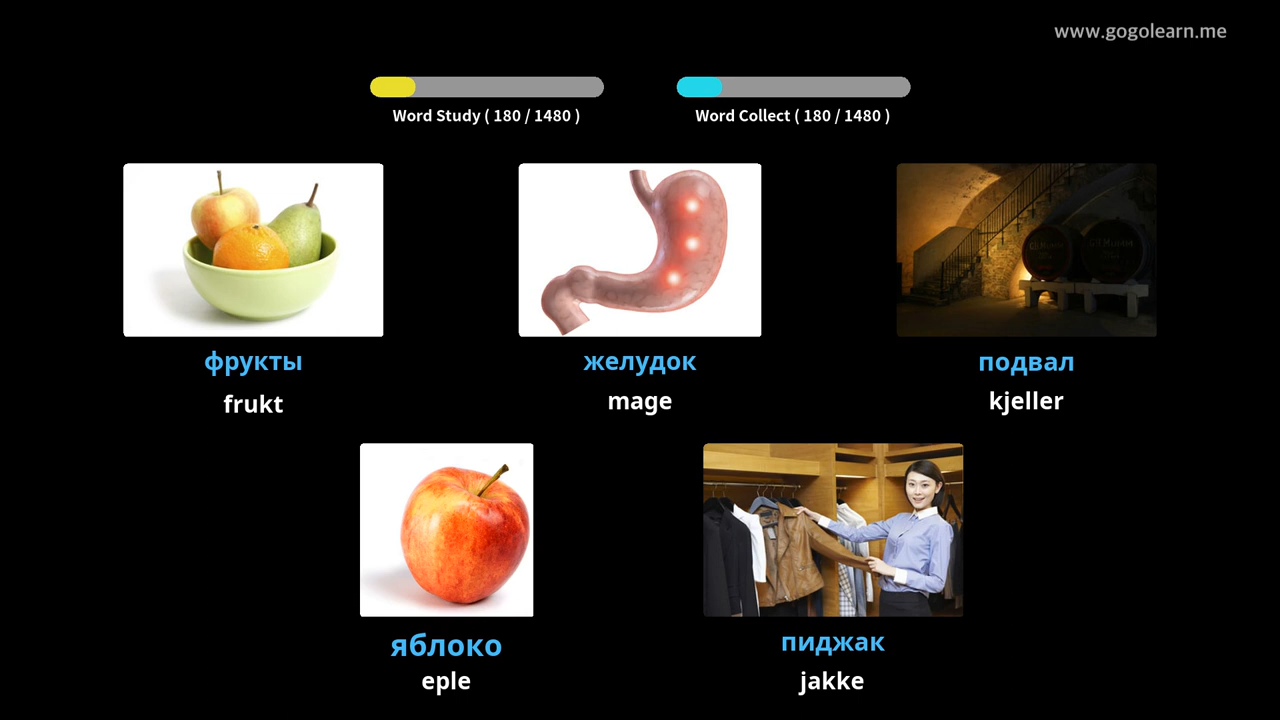 www.gogolearn.me
Word Study ( 180 / 1480 )
Word Collect ( 180 / 1480 )
фрукты
frukt
желудок
mage
подвал
kjeller
яблоко
eple
пиджак
jakke